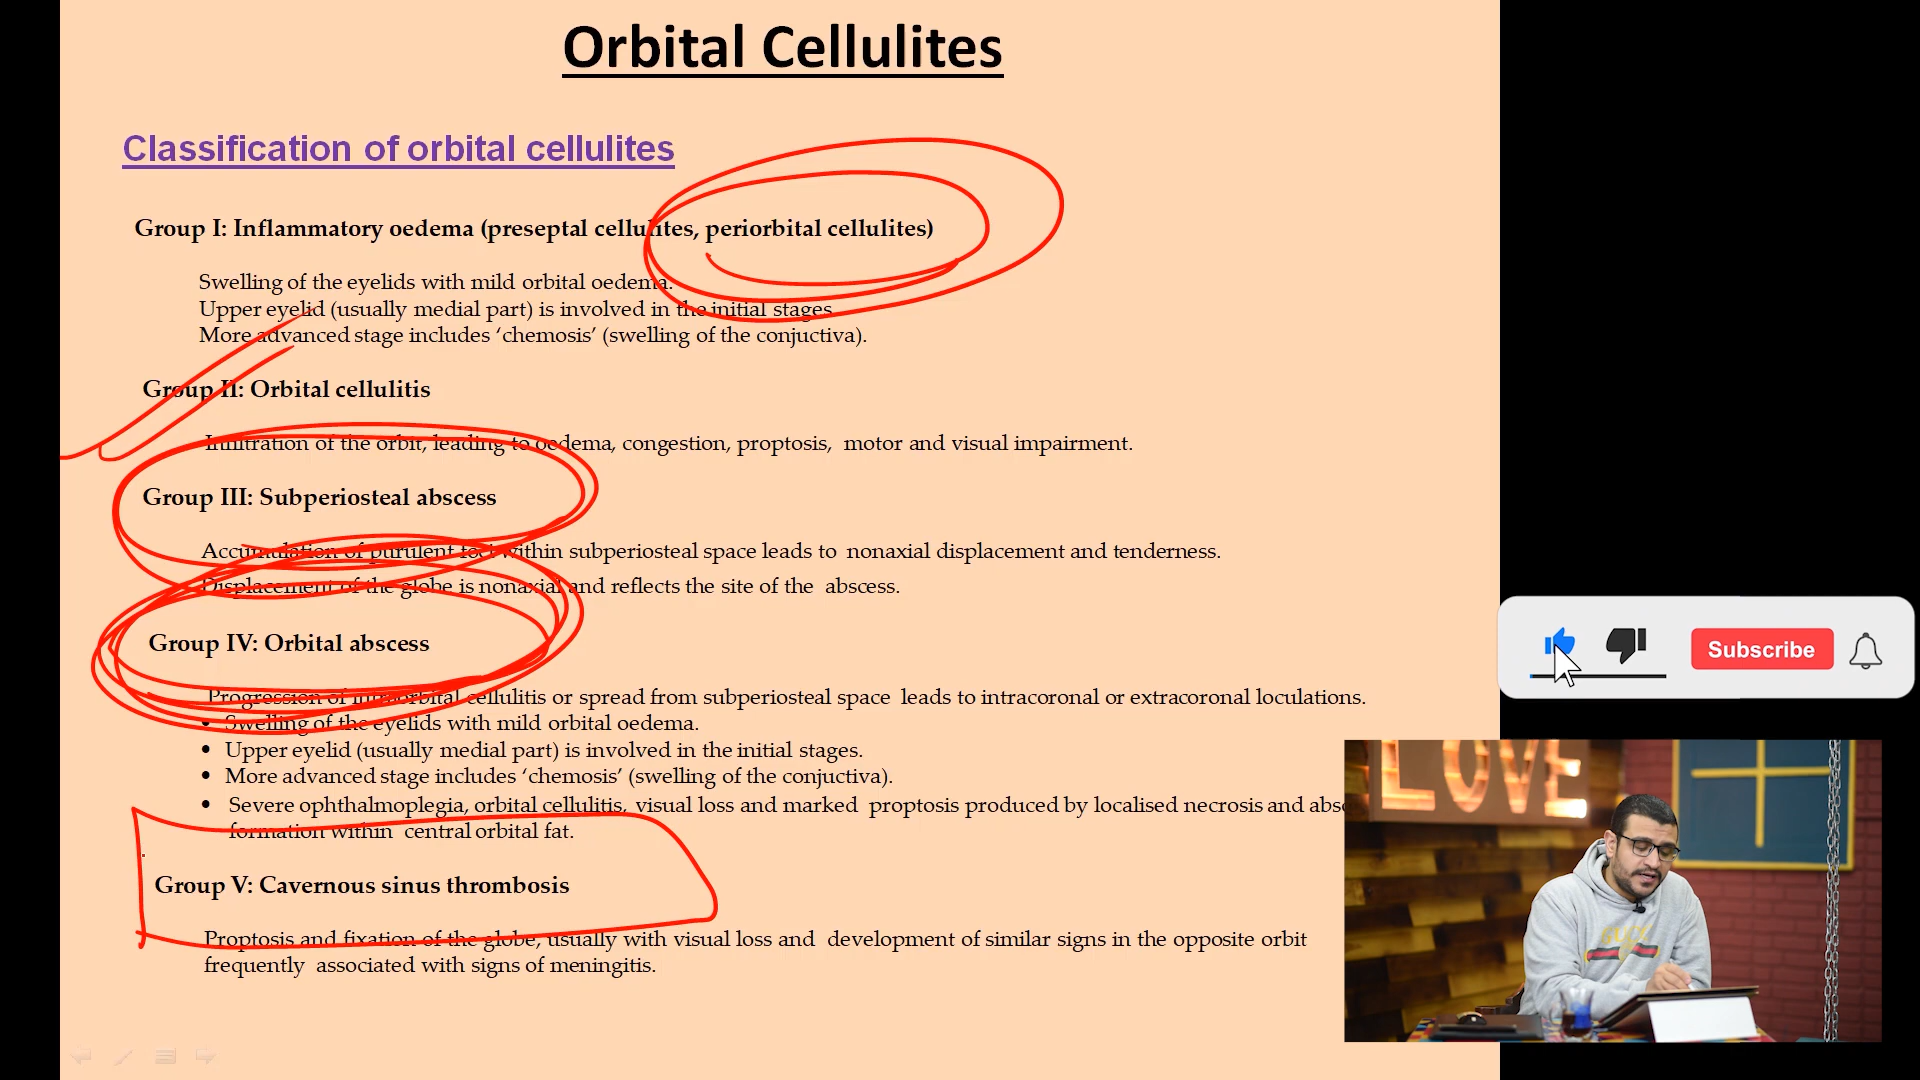 Orbital Cellulites
Classification of orbital cellulites
Group I: Inflammatory oedema (preseptal cellulites, periorbital cellulites)
Swelling of the eyelids with mild orbital oedema.
Upper eyelid (usually medial part) is involved in the initial stages.
More advanced stage includes ‘chemosis’ (swelling of the conjuctiva).
Group II: Orbital cellulitis
Infiltration of the orbit, leading to oedema, congestion, proptosis, motor and visual impairment.
Group III: Subperiosteal abscess
Accumulation of purulent foci within subperiosteal space leads to nonaxial displacement and tenderness.
Displacement of the globe is nonaxial and reflects the site of the abscess.
Group IV: Orbital abscess
Progression of intraorbital cellulitis or spread from subperiosteal space leads to intracoronal or extracoronal loculations.
• Swelling of the eyelids with mild orbital oedema.
• Upper eyelid (usually medial part) is involved in the initial stages.
• More advanced stage includes ‘chemosis’ (swelling of the conjuctiva).
• Severe ophthalmoplegia, orbital cellulitis, visual loss and marked proptosis produced by localised necrosis and
formation within central orbital fat.
Group V: Cavernous sinus thrombosis
Proptosis and fixation of the globe, usually with visual loss and development of similar signs in the opposite orbit
frequently associated with signs of meningitis.
Subscribe
LOVE
GUCCI